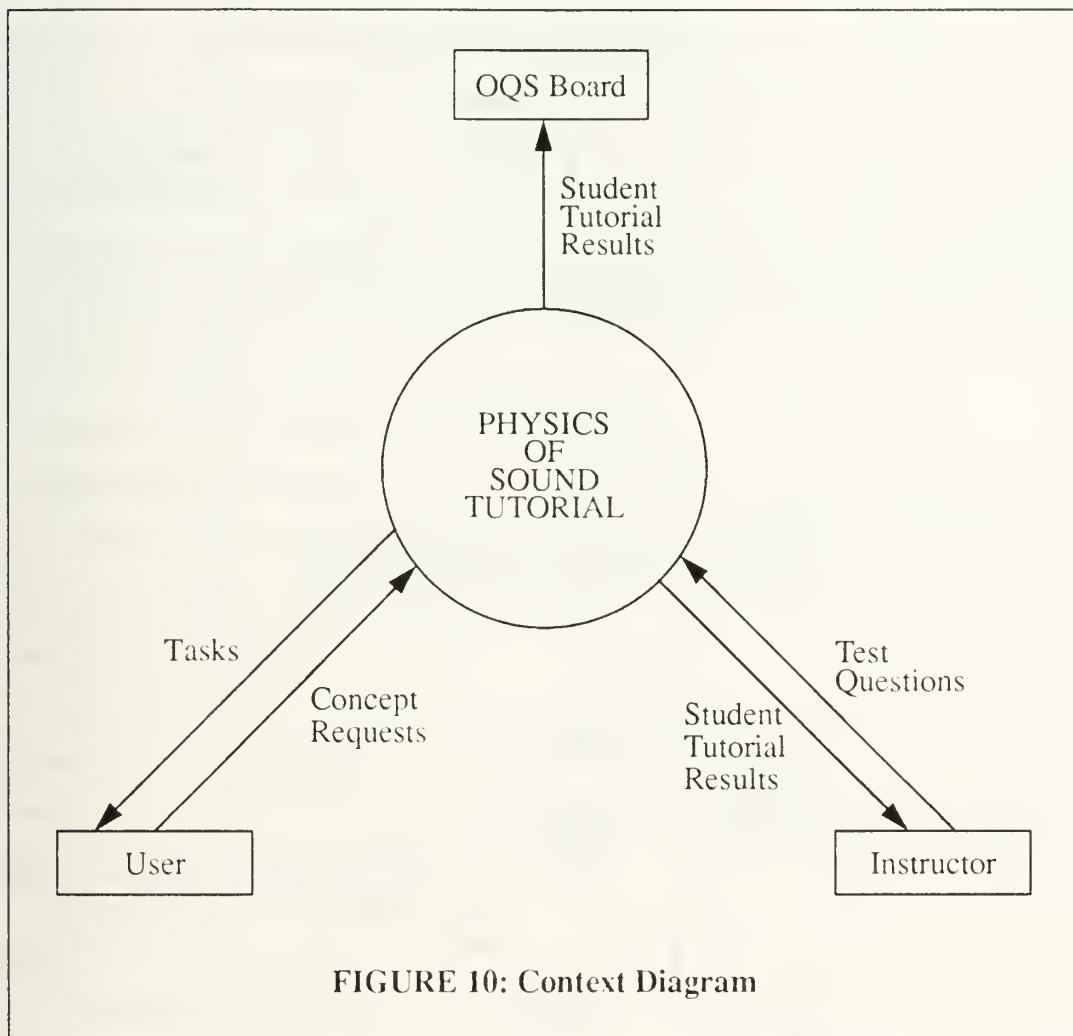 OQS Board
Student
Tutorial
Results
PHYSICS
OF
SOUND
TUTORIAL
Tasks
Concept
Requests
Test
Questions
Student
Tutorial
Results
User
Instructor
FIGURE 10: Context Diagram